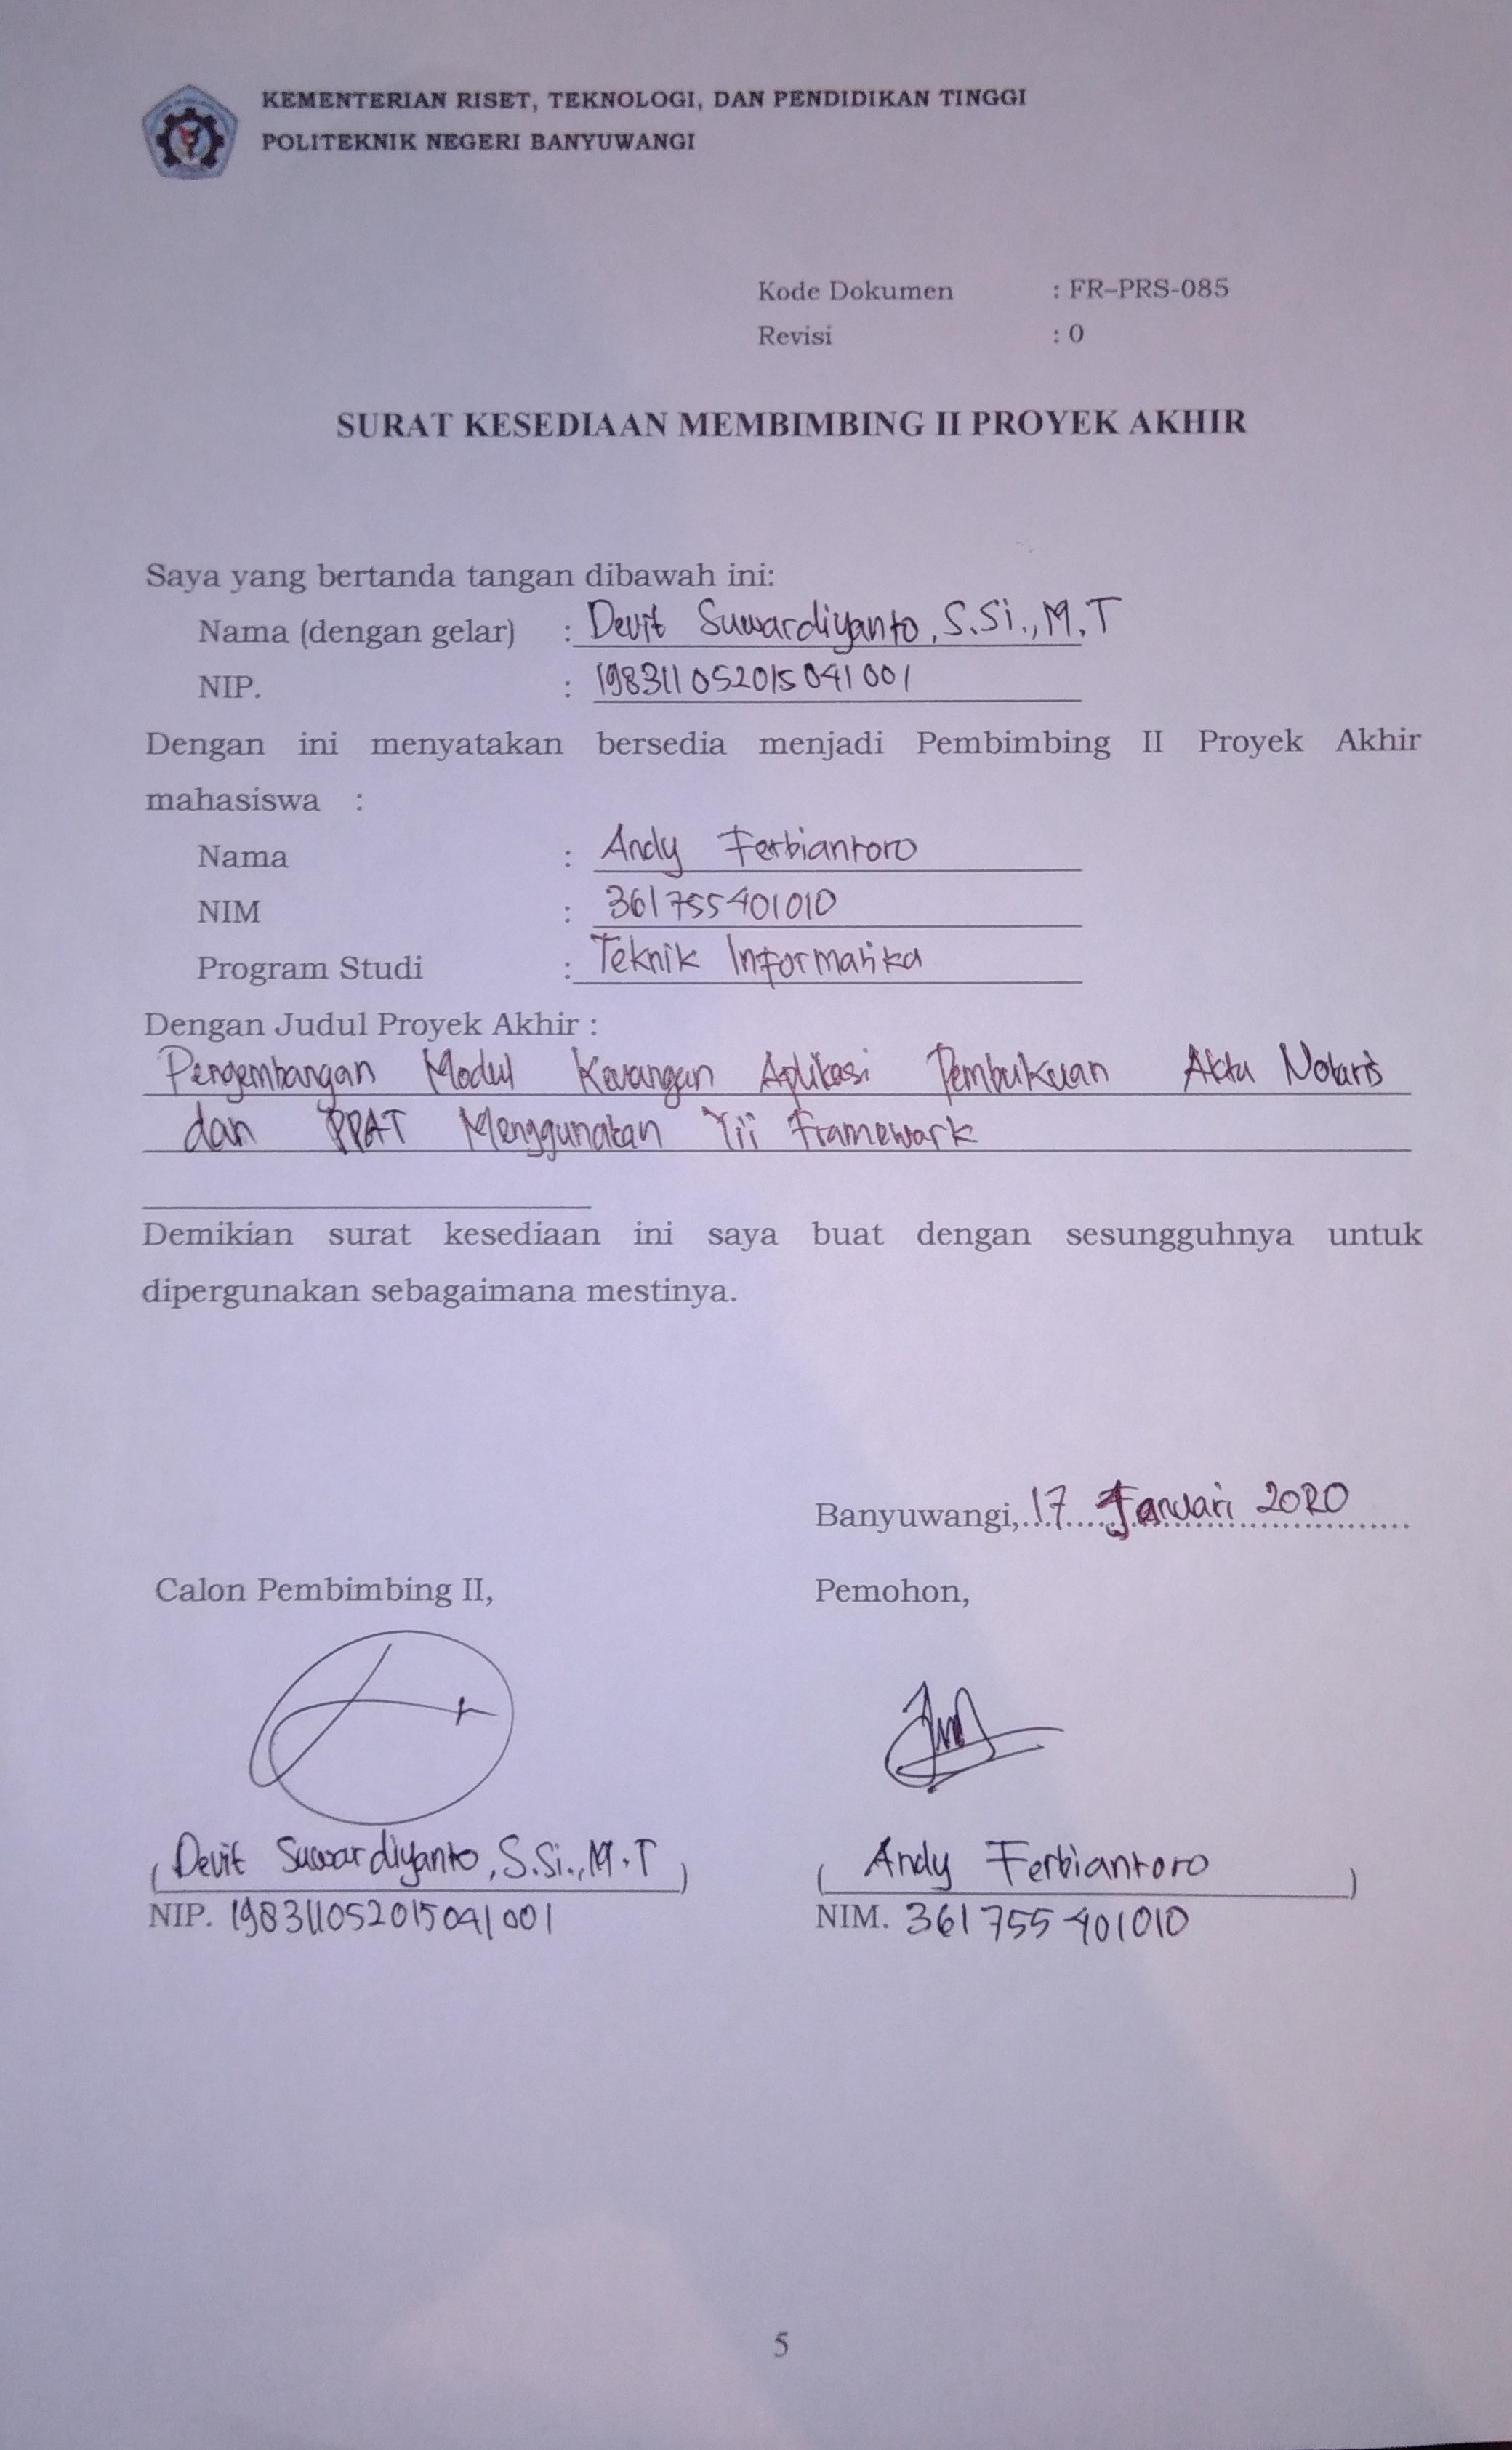 KEMENTERIAN RISET, TEKNOLOGI, DAN PENDIDIKAN TINGGI
POLITEKNIK NEGERI BANYUWANGI
Kode Dokumen : FR–PRS-085
Revisi : 0
SURAT KESEDIAAN MEMBIMBING II PROYEK AKHIR
Saya yang bertanda tangan dibawah ini:
Nama (dengan gelar) : Devit Suwardiyanto, S.Si., M.T
NIP. : 198311052015041001
Dengan ini menyatakan bersedia menjadi Pembimbing II Proyek Akhir
mahasiswa :
Nama : Andy Ferbiantoro
NIM : 361755401010
Program Studi : Teknik Informatika
Dengan Judul Proyek Akhir :
Pengembangan Modul Keuangan Aplikasi Pembukuan Akta Notaris
dan PPAT Menggunakan Yii Framework
Demikian surat kesediaan ini saya buat dengan sesungguhnya untuk
dipergunakan sebagaimana mestinya.
Banyuwangi, 17 Januari 2020
Calon Pembimbing II, Pemohon,
(Devit Suwardiyanto, S.Si., M.T) (Andy Ferbiantoro)
NIP. 198311052015041001 NIM. 361755401010
5